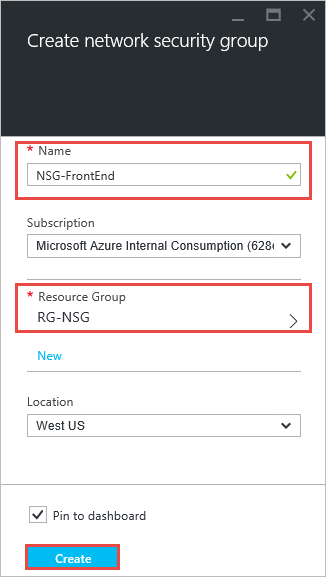 Create network security group
* Name
NSG-FrontEnd
Subscription
Microsoft Azure Internal Consumption (628
* Resource Group
RG-NSG
New
Location
West US
Pin to dashboard
Create